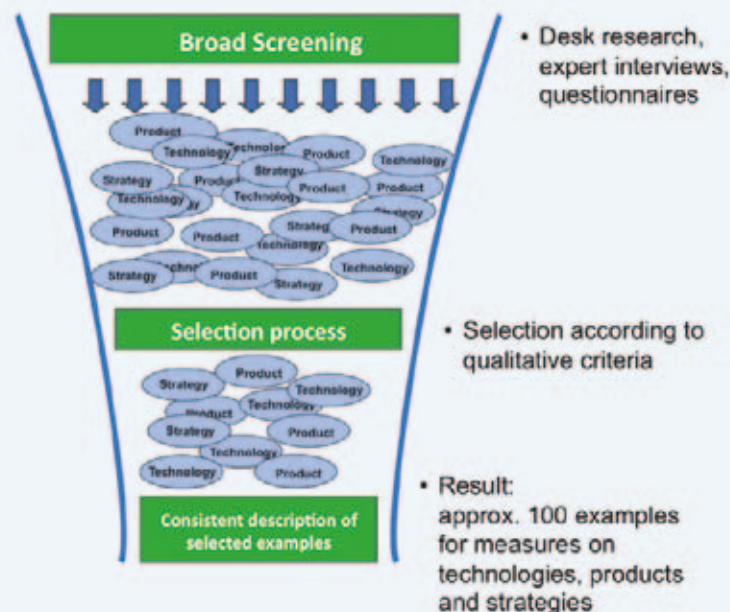 Broad Screening
• Desk research,
expert interviews,
questionnaires
Product
Technology
Product
Technology
Strategy
Strategy
Product
Product
Technology
Technology
Product
Strategy
Product
Product
Technology
Strategy
Product
Strategy
Technology
Selection process
• Selection according to
qualitative criteria
Product
Strategy
Technology
Technology
Product
Strategy
Product
Technology
Technology
Product
Consistent description of
selected examples
• Result:
approx. 100 examples
for measures on
technologies, products
and strategies